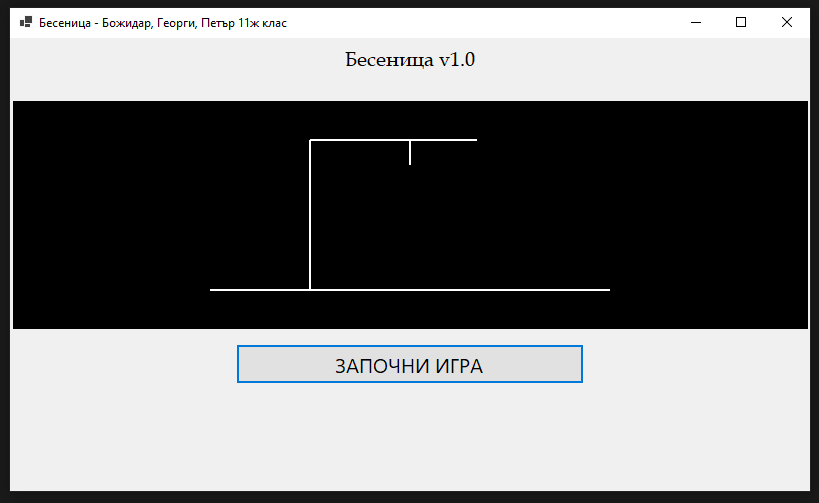 Бесеница - Божидар, Георги, Петър 11ж клас
Бесеница v1.0
ЗАПОЧНИ ИГРА